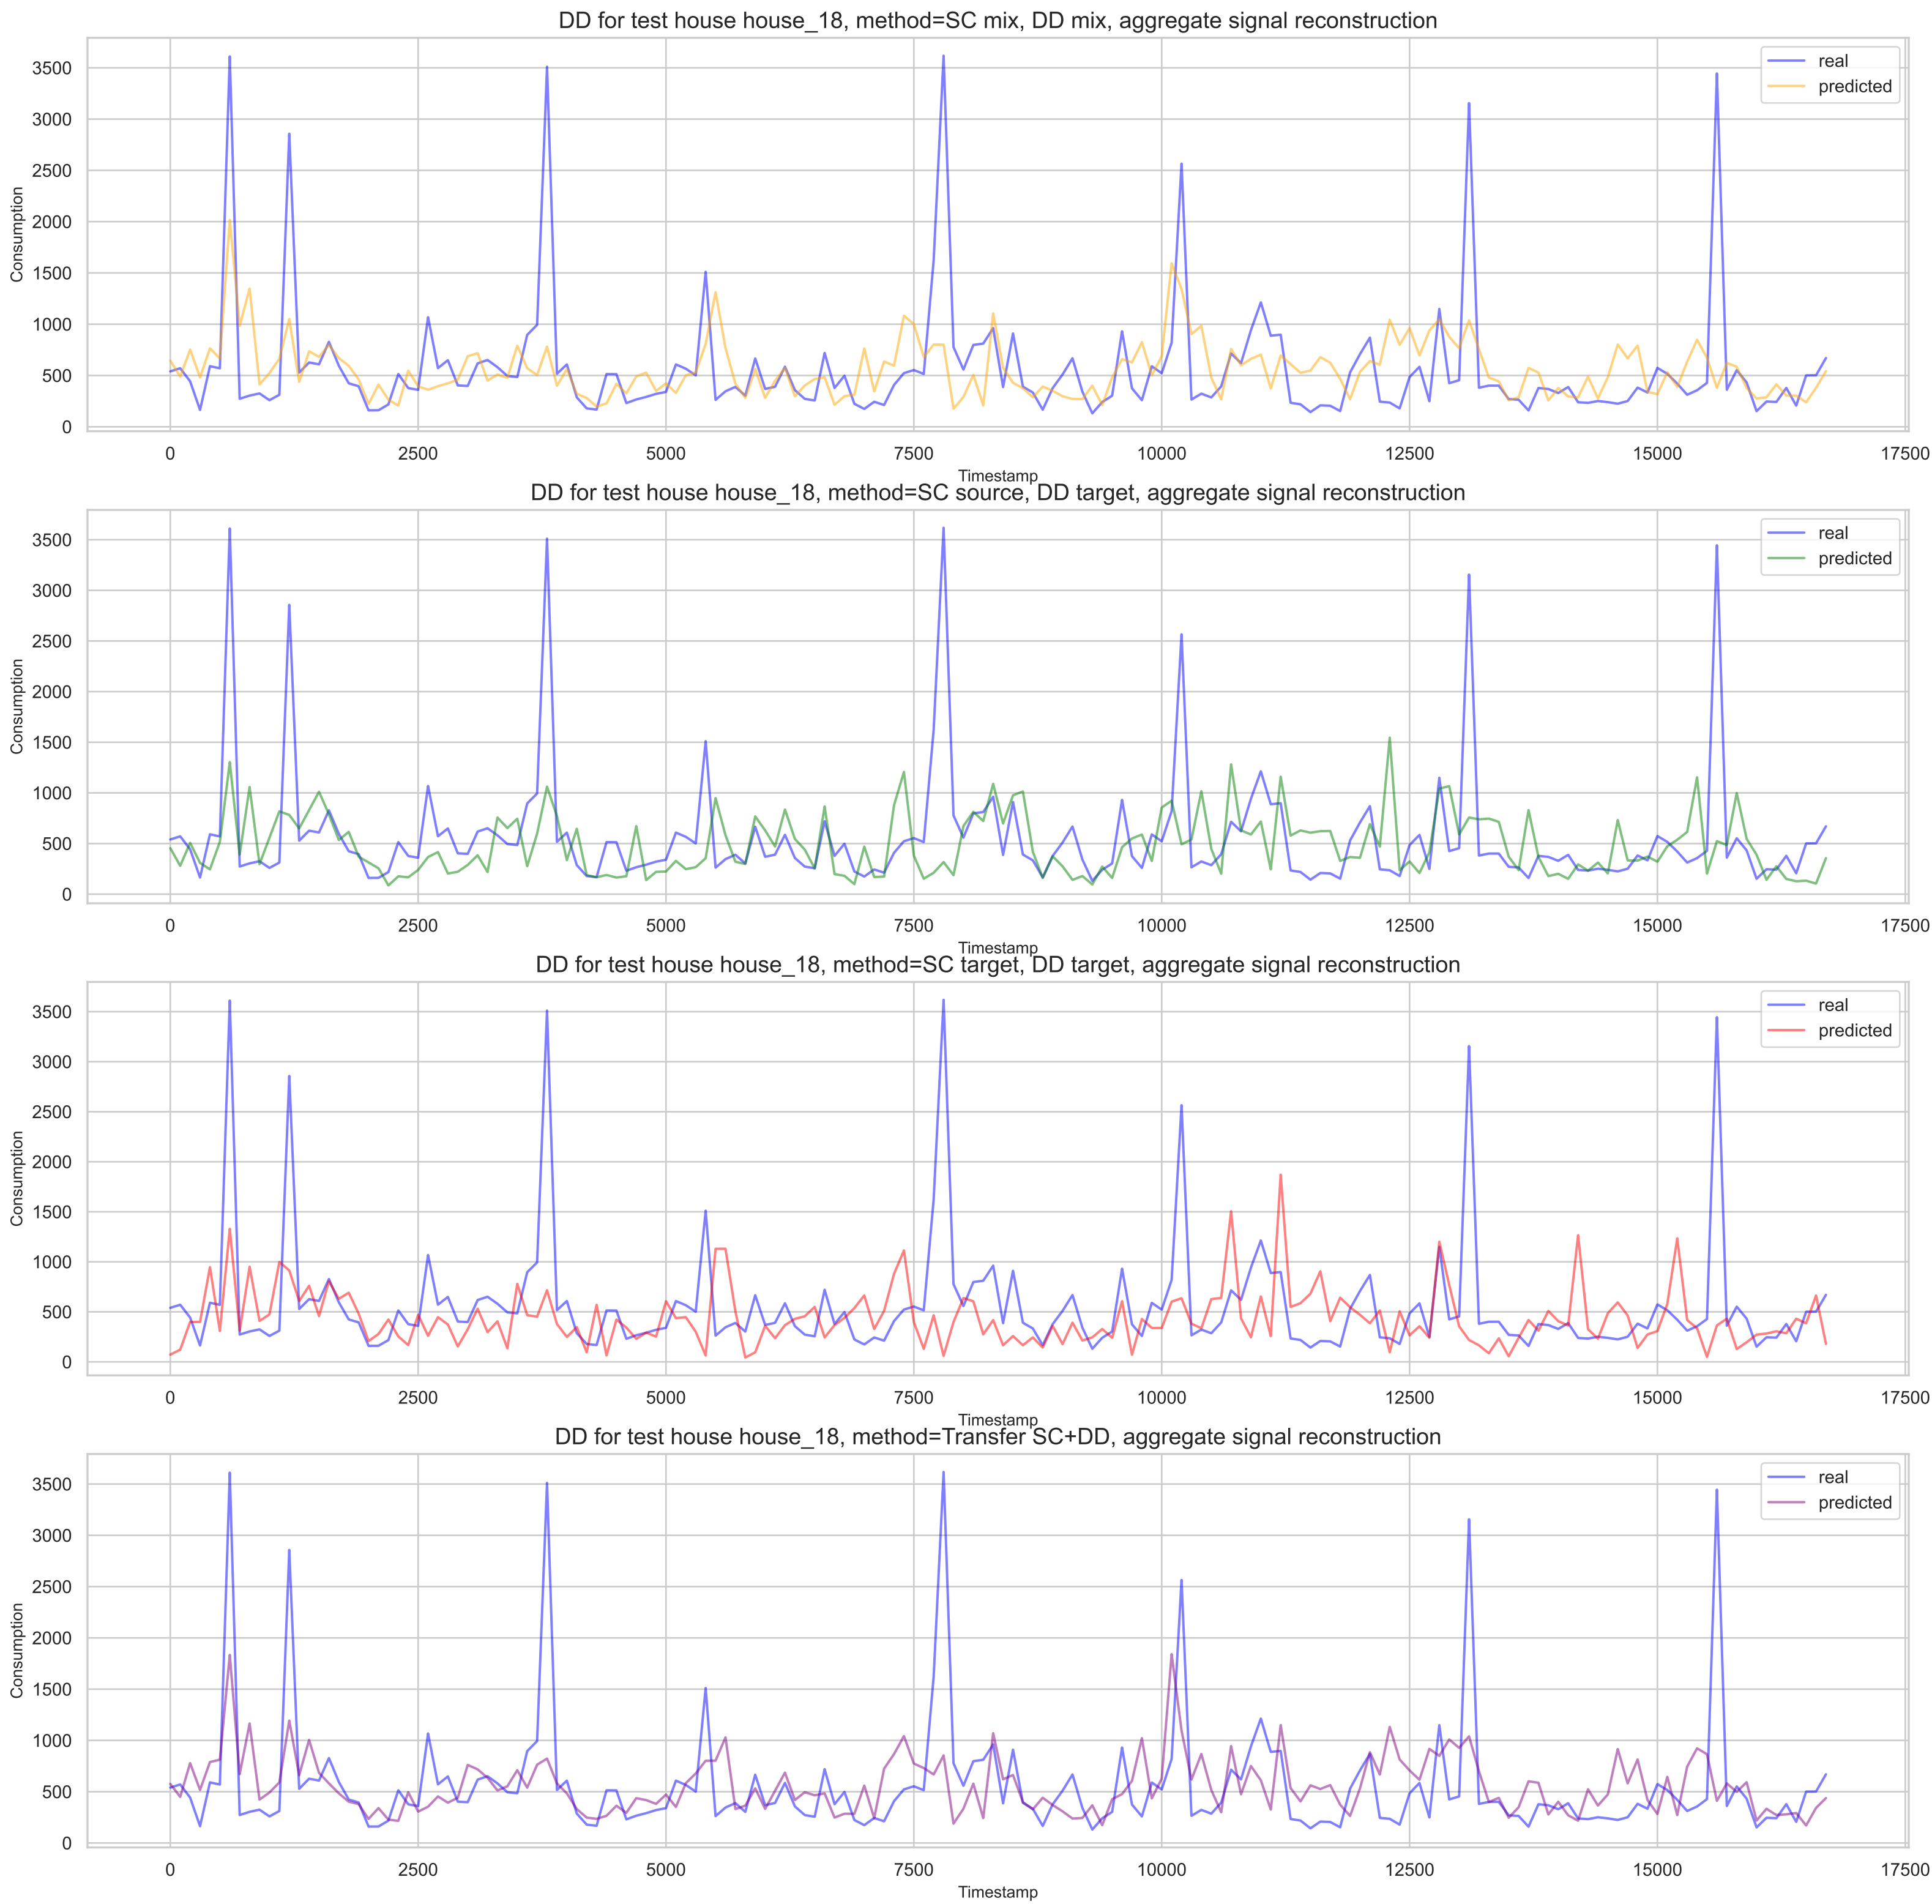 DD for test house house_18, method=SC mix, DD mix, aggregate signal reconstruction
real
predicted
3500
3000
2500
2000
1500
1000
500
0
Consumption
0 2500 5000 7500 10000 12500 15000 17500
Timestamp
DD for test house house_18, method=SC source, DD target, aggregate signal reconstruction
real
predicted
3500
3000
2500
2000
1500
1000
500
0
Consumption
0 2500 5000 7500 10000 12500 15000 17500
Timestamp
DD for test house house_18, method=SC target, DD target, aggregate signal reconstruction
real
predicted
3500
3000
2500
2000
1500
1000
500
0
Consumption
0 2500 5000 7500 10000 12500 15000 17500
Timestamp
DD for test house house_18, method=Transfer SC+DD, aggregate signal reconstruction
real
predicted
3500
3000
2500
2000
1500
1000
500
0
Consumption
0 2500 5000 7500 10000 12500 15000 17500
Timestamp